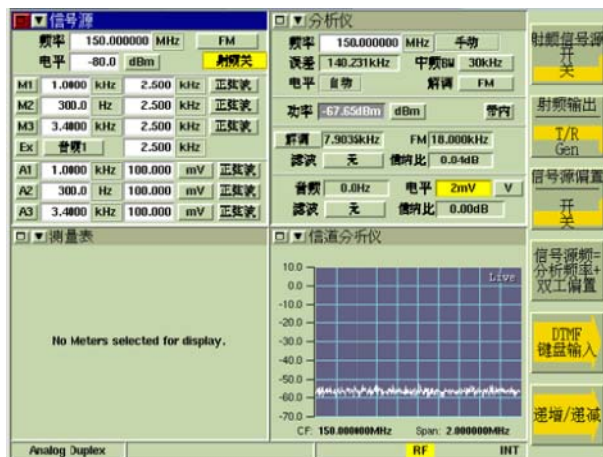 信号源
频率 150.000000 MHz FM
电平 -80.0 dBm 射频关
M1 1.0000 kHz 2.500 kHz 正弦波
M2 300.0 Hz 2.500 kHz 正弦波
M3 3.4000 kHz 2.500 kHz 正弦波
Ex 音频1 2.500 kHz
A1 1.0000 kHz 100.000 mV 正弦波
A2 300.0 Hz 100.000 mV 正弦波
A3 3.4000 kHz 100.000 mV 正弦波
分析仪
频率 150.000000 MHz 手动
误差 140.231kHz 中频BW 30kHz
电平 自动 解调 FM
功率 -67.65dBm dBm 带内
解调 7.9035kHz FM 18.000kHz
滤波 无 信纳比 0.04dB
音频 0.0Hz 电平 2mV V
滤波 无 信纳比 0.00dB
测量表
No Meters selected for display.
信道分析仪
Live
10.0
0.0
-10.0
-20.0
-30.0
-40.0
-50.0
-60.0
-70.0
CF: 150.000000MHz Span: 2.000000MHz
射频信号源
开
关
射频输出
T/R
Gen
信号源偏置
开
关
信号源频=
分析频率+
双工偏置
DTMF
键盘输入
递增/递减
Analog Duplex RF INT